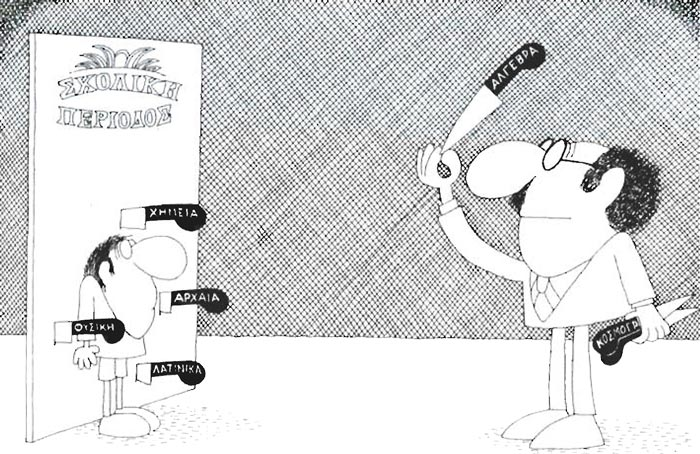 ΣΧΟΛΙΚΗ
ΠΕΡΙΟΔΟΣ
ΑΛΓΕΒΡΑ
ΧΗΜΕΙΑ
ΑΡΧΑΙΑ
ΦΥΣΙΚΗ
ΚΟΣΜΟΓΡ
ΛΑΤΙΝΙΚΑ